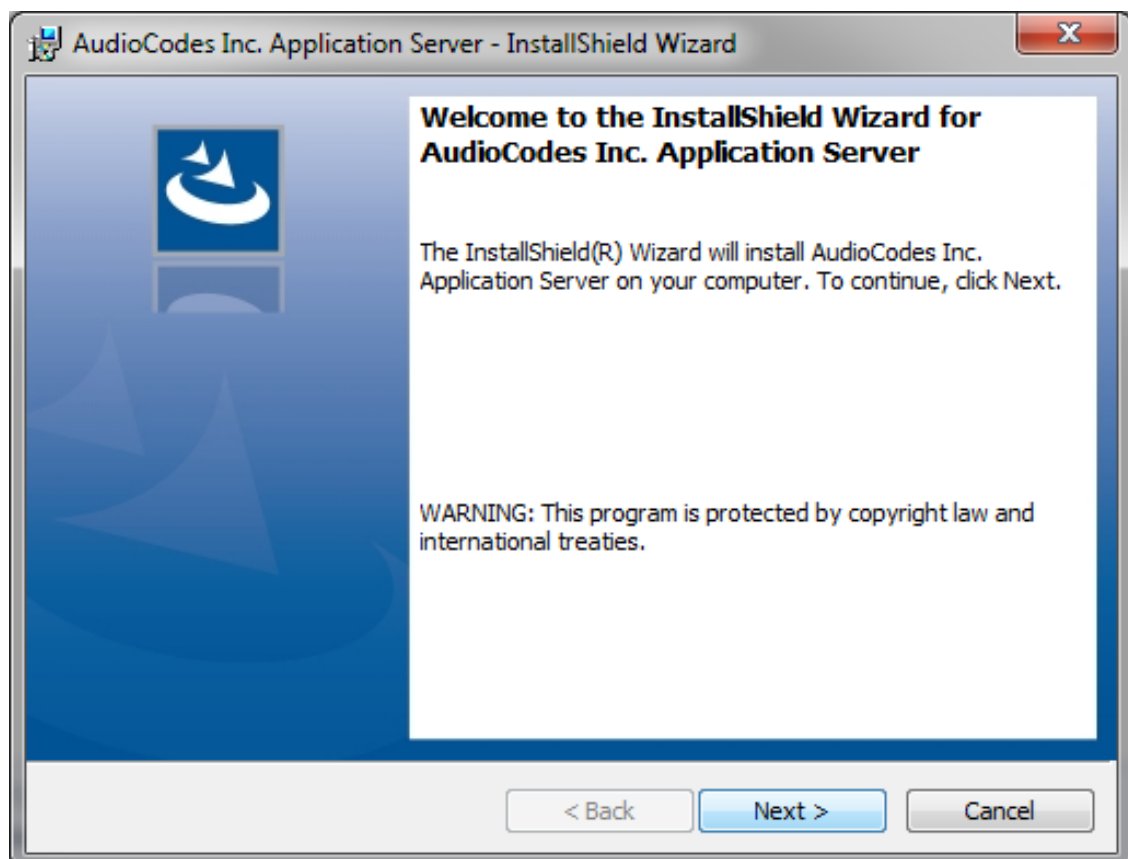 AudioCodes Inc. Application Server - InstallShield Wizard
Welcome to the InstallShield Wizard for
AudioCodes Inc. Application Server
The InstallShield(R) Wizard will install AudioCodes Inc.
Application Server on your computer. To continue, click Next.
WARNING: This program is protected by copyright law and
international treaties.
< Back
Next >
Cancel